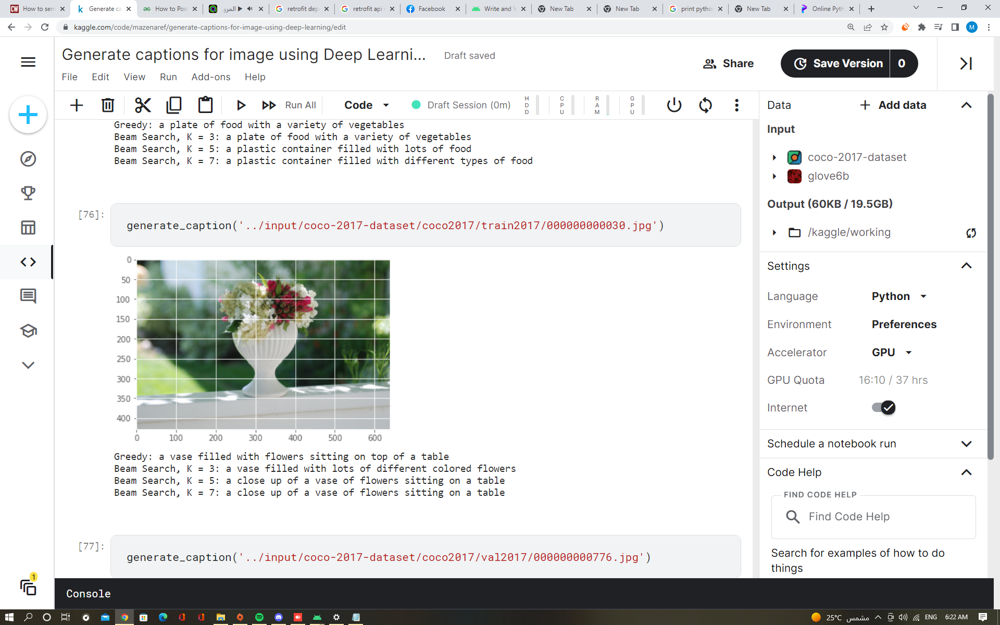 How to sen
Generate ca
How to Pos
المرو
retrofit dep
retrofit api
Facebook
Write and V
New Tab
New Tab
print pytho
New Tab
Online Pyth
kaggle.com/code/mazenaref/generate-captions-for-image-using-deep-learning/edit
M
Generate captions for image using Deep Learni...
Draft saved
Share
Save Version
0
File Edit View Run Add-ons Help
Run All
Code
Draft Session (0m)
HDD
CPU
RAM
GPU
Greedy: a plate of food with a variety of vegetables
Beam Search, K = 3: a plate of food with a variety of vegetables
Beam Search, K = 5: a plastic container filled with lots of food
Beam Search, K = 7: a plastic container filled with different types of food
[76]:
generate_caption('../input/coco-2017-dataset/coco2017/train2017/000000000030.jpg')
0
50
100
150
200
250
300
350
400
0 100 200 300 400 500 600
Greedy: a vase filled with flowers sitting on top of a table
Beam Search, K = 3: a vase filled with lots of different colored flowers
Beam Search, K = 5: a close up of a vase of flowers sitting on a table
Beam Search, K = 7: a close up of a vase of flowers sitting on a table
[77]:
generate_caption('../input/coco-2017-dataset/coco2017/val2017/000000000776.jpg')
Console
Data
Add data
Input
coco-2017-dataset
glove6b
Output (60KB / 19.5GB)
/kaggle/working
Settings
Language Python
Environment Preferences
Accelerator GPU
GPU Quota 16:10 / 37 hrs
Internet
Schedule a notebook run
Code Help
FIND CODE HELP
Find Code Help
Search for examples of how to do
things
1
25°C مشمس
ENG
6:22 AM